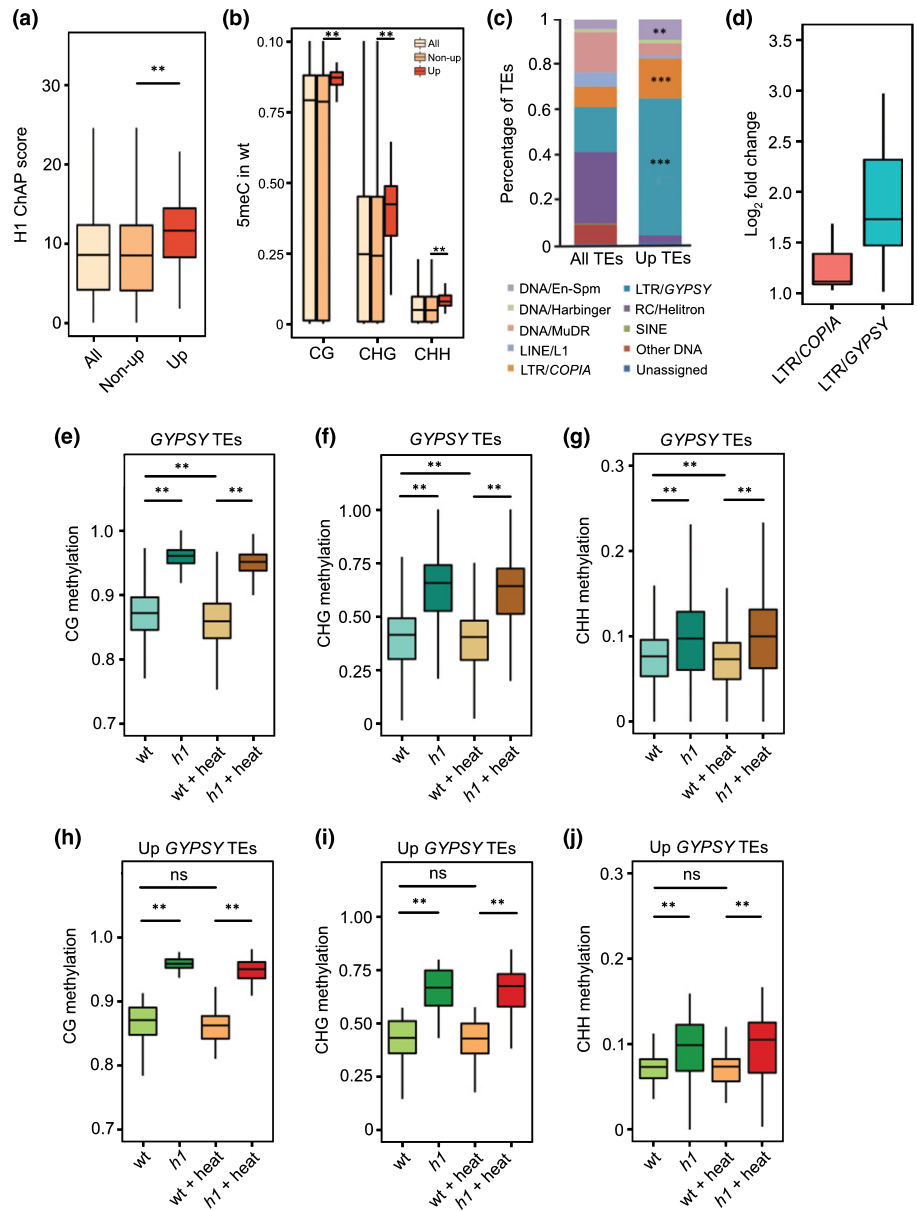 (a)
H1 ChAP score
30
20
10
0
**
All
Non-up
Up
(b)
5meC in wt
0.10
0.75
0.50
0.25
0
**
**
**
All
Non-up
Up
CG
CHG
CHH
(c)
Percentage of TEs
1
0.8
0.6
0.4
0.2
0
**
***
***
All TEs
Up TEs
DNA/En-Spm
DNA/Harbinger
DNA/MuDR
LINE/L1
LTR/COPIA
LTR/GYPSY
RC/Helitron
SINE
Other DNA
Unassigned
(d)
Log2 fold change
3.5
3.0
2.5
2.0
1.5
1.0
LTR/COPIA
LTR/GYPSY
(e)
GYPSY TEs
CG methylation
1.0
0.9
0.8
0.7
**
**
**
wt
h1
wt + heat
h1 + heat
(f)
GYPSY TEs
CHG methylation
1.00
0.75
0.50
0.25
0
**
**
**
wt
h1
wt + heat
h1 + heat
(g)
GYPSY TEs
CHH methylation
0.3
0.2
0.1
0
**
**
**
wt
h1
wt + heat
h1 + heat
(h)
Up GYPSY TEs
CG methylation
1.0
0.9
0.8
0.7
ns
**
**
wt
h1
wt + heat
h1 + heat
(i)
Up GYPSY TEs
CHG methylation
1.00
0.75
0.50
0.25
0
ns
**
**
wt
h1
wt + heat
h1 + heat
(j)
Up GYPSY TEs
CHH methylation
0.3
0.2
0.1
0
ns
**
**
wt
h1
wt + heat
h1 + heat